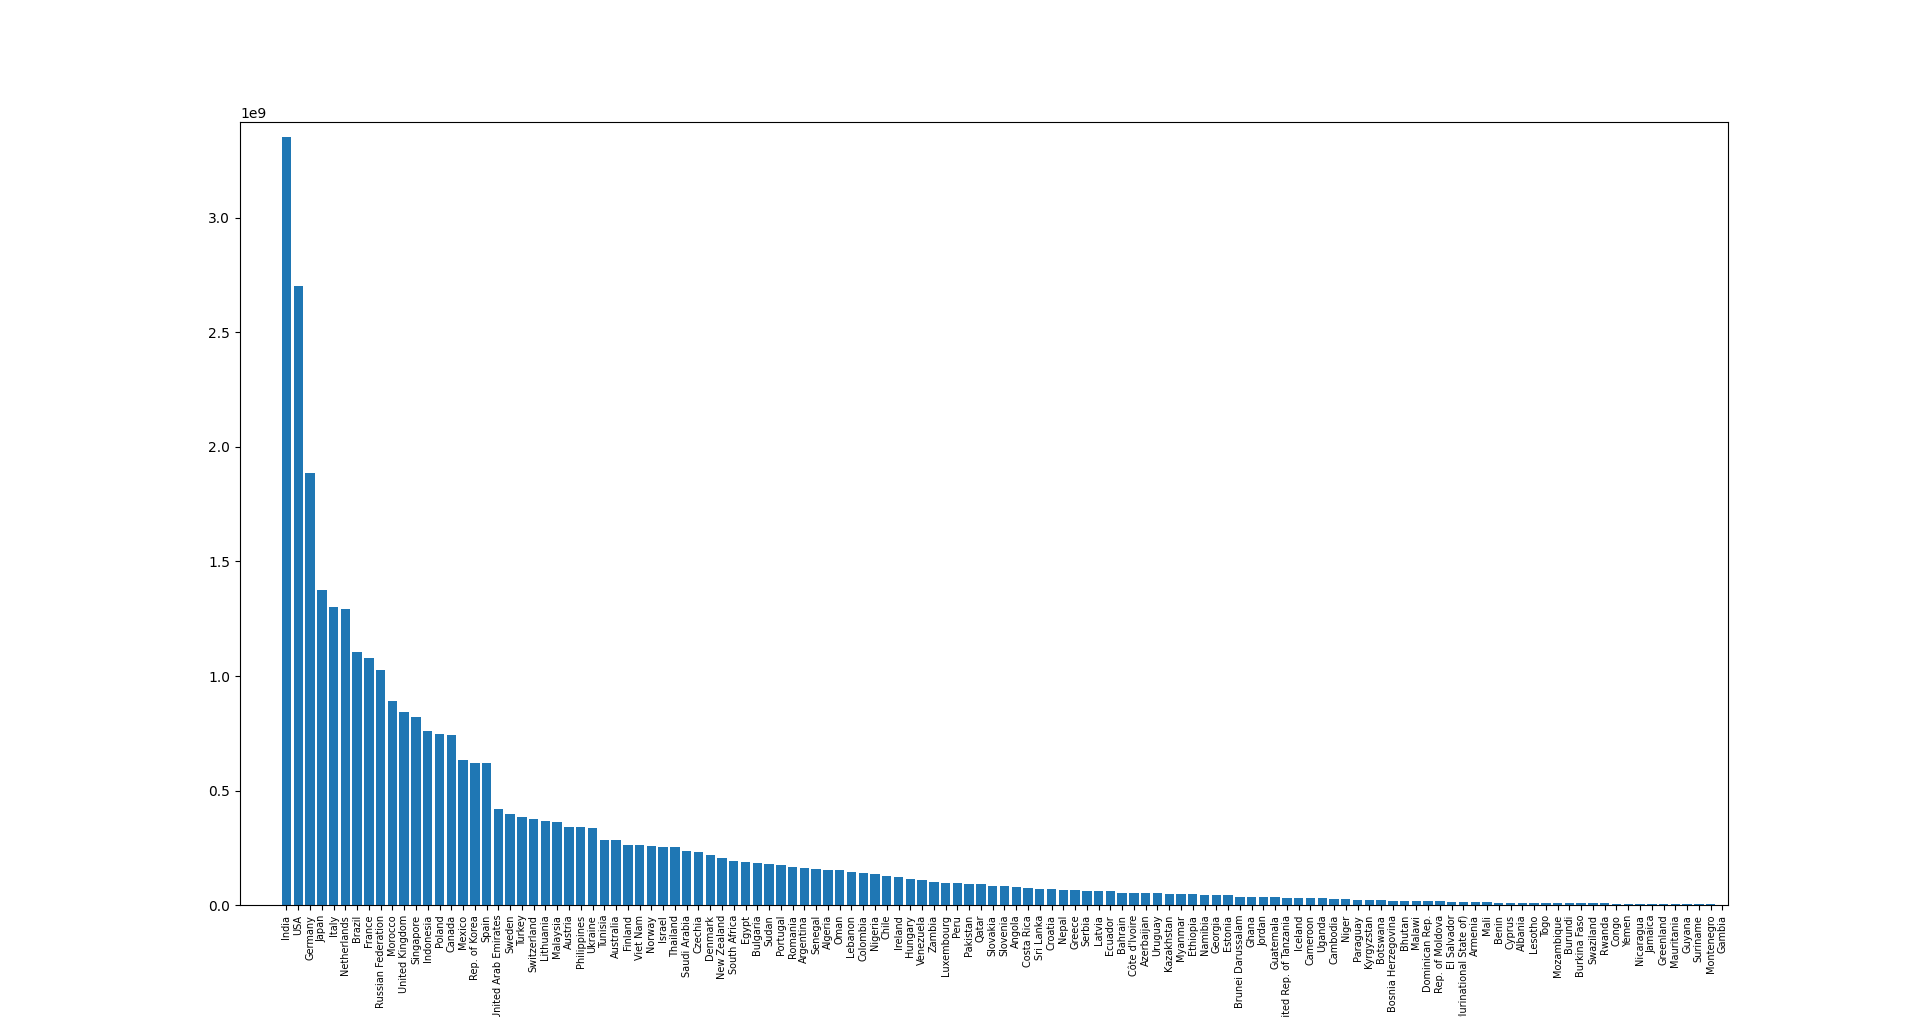 1e9
3.0
2.5
2.0
1.5
1.0
0.5
0.0
India
USA
Germany
Japan
Italy
Netherlands
Brazil
France
Russian Federation
Morocco
United Kingdom
Singapore
Indonesia
Poland
Canada
Mexico
Rep. of Korea
Spain
United Arab Emirates
Sweden
Turkey
Switzerland
Lithuania
Malaysia
Austria
Philippines
Ukraine
Tunisia
Australia
Finland
Viet Nam
Norway
Israel
Thailand
Saudi Arabia
Czechia
Denmark
New Zealand
South Africa
Egypt
Bulgaria
Sudan
Portugal
Romania
Argentina
Senegal
Algeria
Oman
Lebanon
Colombia
Nigeria
Chile
Ireland
Hungary
Venezuela
Zambia
Luxembourg
Peru
Pakistan
Qatar
Slovakia
Slovenia
Angola
Costa Rica
Sri Lanka
Croatia
Nepal
Greece
Serbia
Latvia
Ecuador
Bahrain
Côte d'Ivoire
Azerbaijan
Uruguay
Kazakhstan
Myanmar
Ethiopia
Namibia
Georgia
Estonia
Brunei Darussalam
Ghana
Jordan
Guatemala
ited Rep. of Tanzania
Iceland
Cameroon
Uganda
Cambodia
Niger
Paraguay
Kyrgyzstan
Botswana
Bosnia Herzegovina
Bhutan
Malawi
Dominican Rep.
Rep. of Moldova
El Salvador
lurinational State of)
Armenia
Mali
Benin
Cyprus
Albania
Lesotho
Togo
Mozambique
Burundi
Burkina Faso
Swaziland
Rwanda
Congo
Yemen
Nicaragua
Jamaica
Greenland
Mauritania
Guyana
Suriname
Montenegro
Gambia